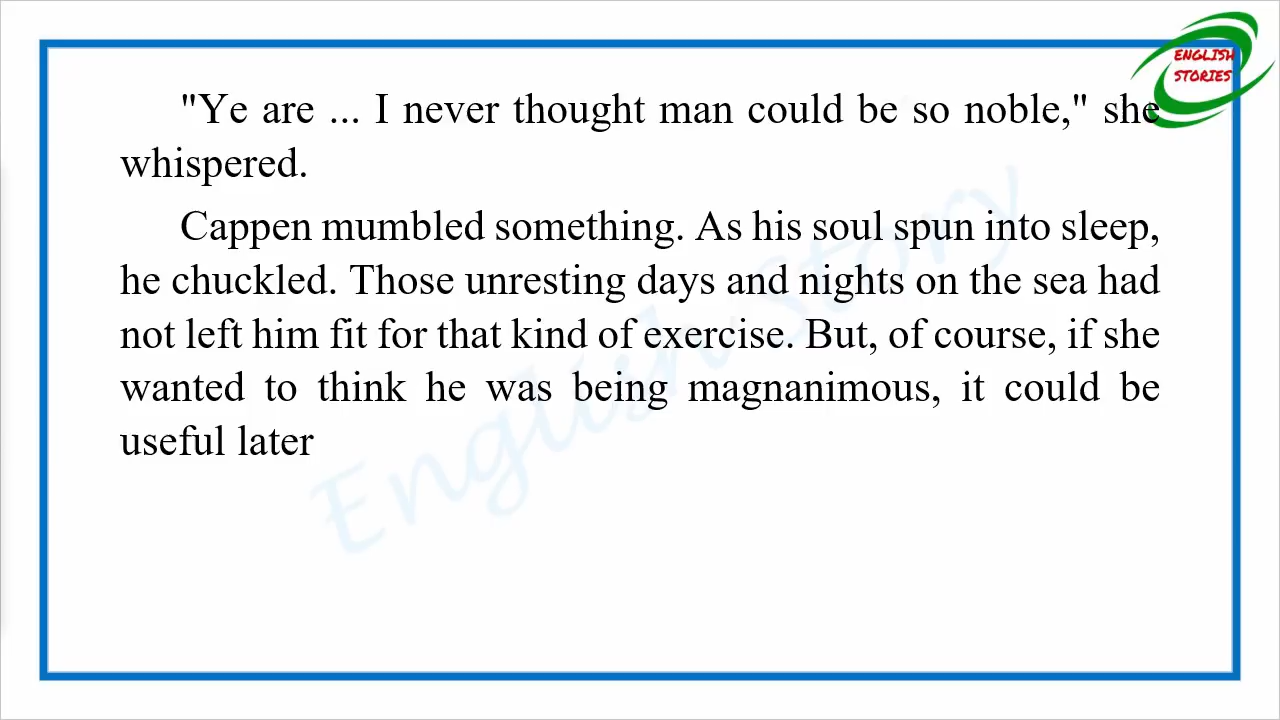 ENGLISH
STORIES
"Ye are ... I never thought man could be so noble," she
whispered.
Cappen mumbled something. As his soul spun into sleep,
he chuckled. Those unresting days and nights on the sea had
not left him fit for that kind of exercise. But, of course, if she
wanted to think he was being magnanimous, it could be
useful later
English Story